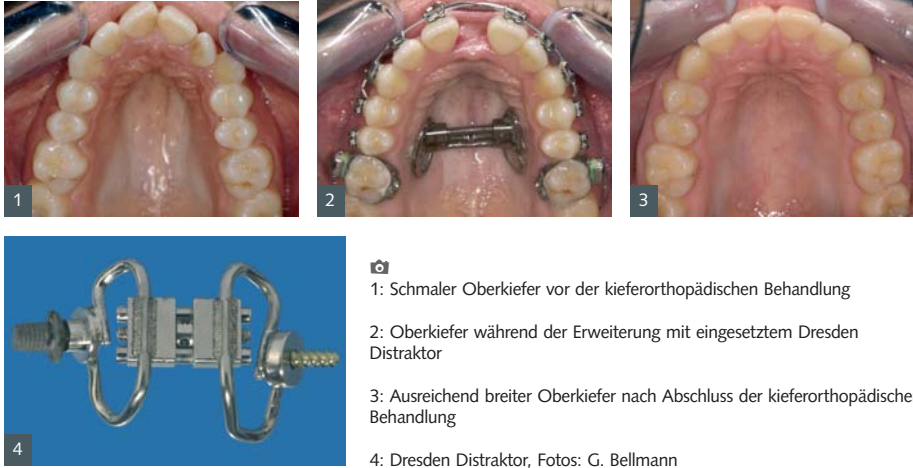 1
2
3
4
1: Schmaler Oberkiefer vor der kieferorthopädischen Behandlung
2: Oberkiefer während der Erweiterung mit eingesetztem Dresden
Distraktor
3: Ausreichend breiter Oberkiefer nach Abschluss der kieferorthopädische
Behandlung
4: Dresden Distraktor, Fotos: G. Bellmann